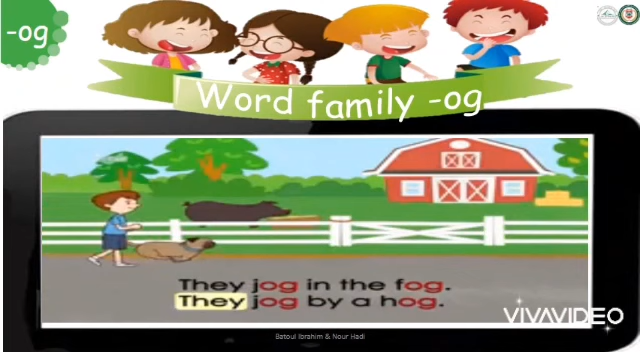 -og
Word family -og
They jog in the fog.
They jog by a hog.
VIVAVIDEO
Batoul Ibrahim & Nour Hadi